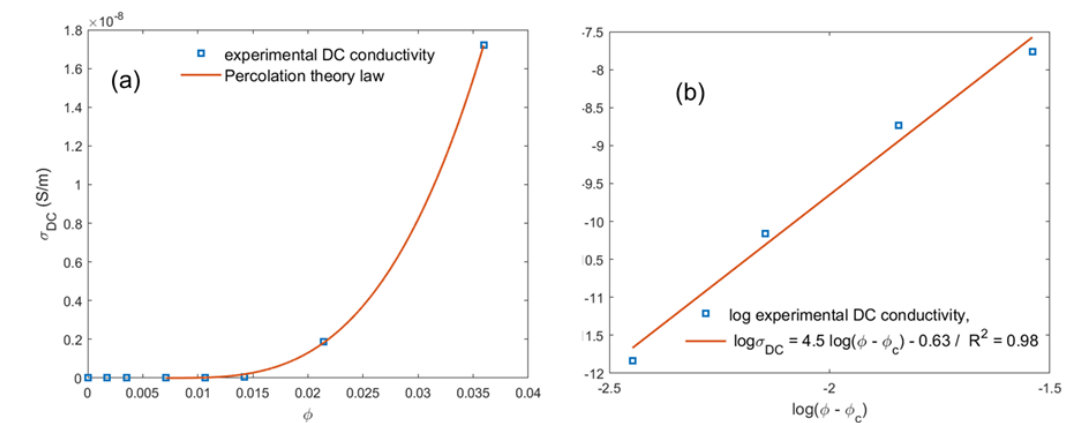 ×10⁻⁸
1.8
1.6
1.4
1.2
1
0.8
0.6
0.4
0.2
0
σDC (S/m)
(a)
experimental DC conductivity
Percolation theory law
0 0.005 0.01 0.015 0.02 0.025 0.03 0.035 0.04
ϕ
-7.5
-8
-8.5
-9
-9.5
-10
10.5
-11
11.5
-12
(b)
log experimental DC conductivity,
logσDC = 4.5 log(ϕ - ϕc) - 0.63 / R² = 0.98
-2.5 -2 -1.5
log(ϕ - ϕc)